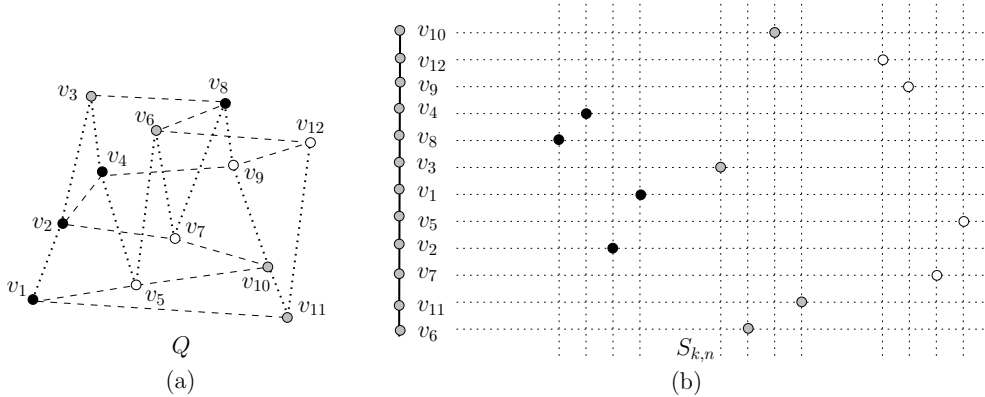 v₃
v₈
v₆
v₁₂
v₄
v₉
v₂
v₇
v₁₀
v₁
v₅
v₁₁
Q
(a)
v₁₀
v₁₂
v₉
v₄
v₈
v₃
v₁
v₅
v₂
v₇
v₁₁
v₆
Sₖ,ₙ
(b)